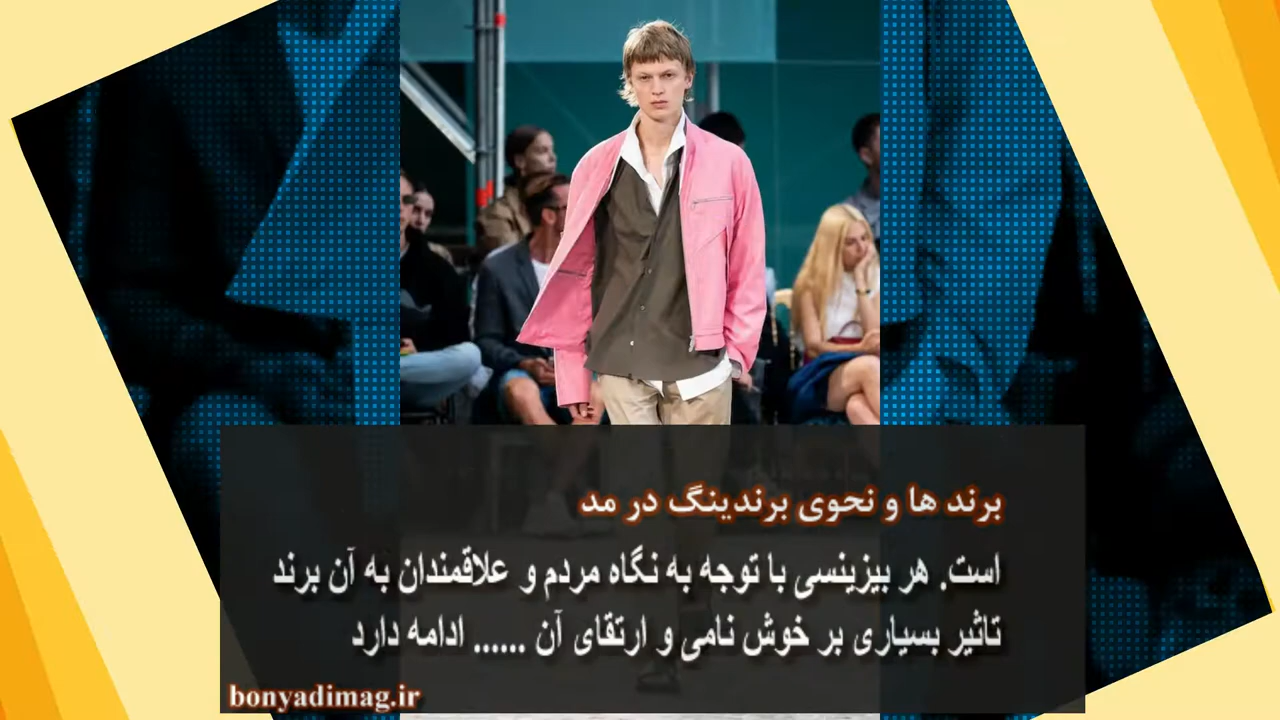 برند ها و نحوی برندینگ در مد
است. هر بیزینسی با توجه به نگاه مردم و علاقمندان به آن برند
تاثیر بسیاری بر خوش نامی و ارتقای آن ...... ادامه دارد
bonyadimag.ir